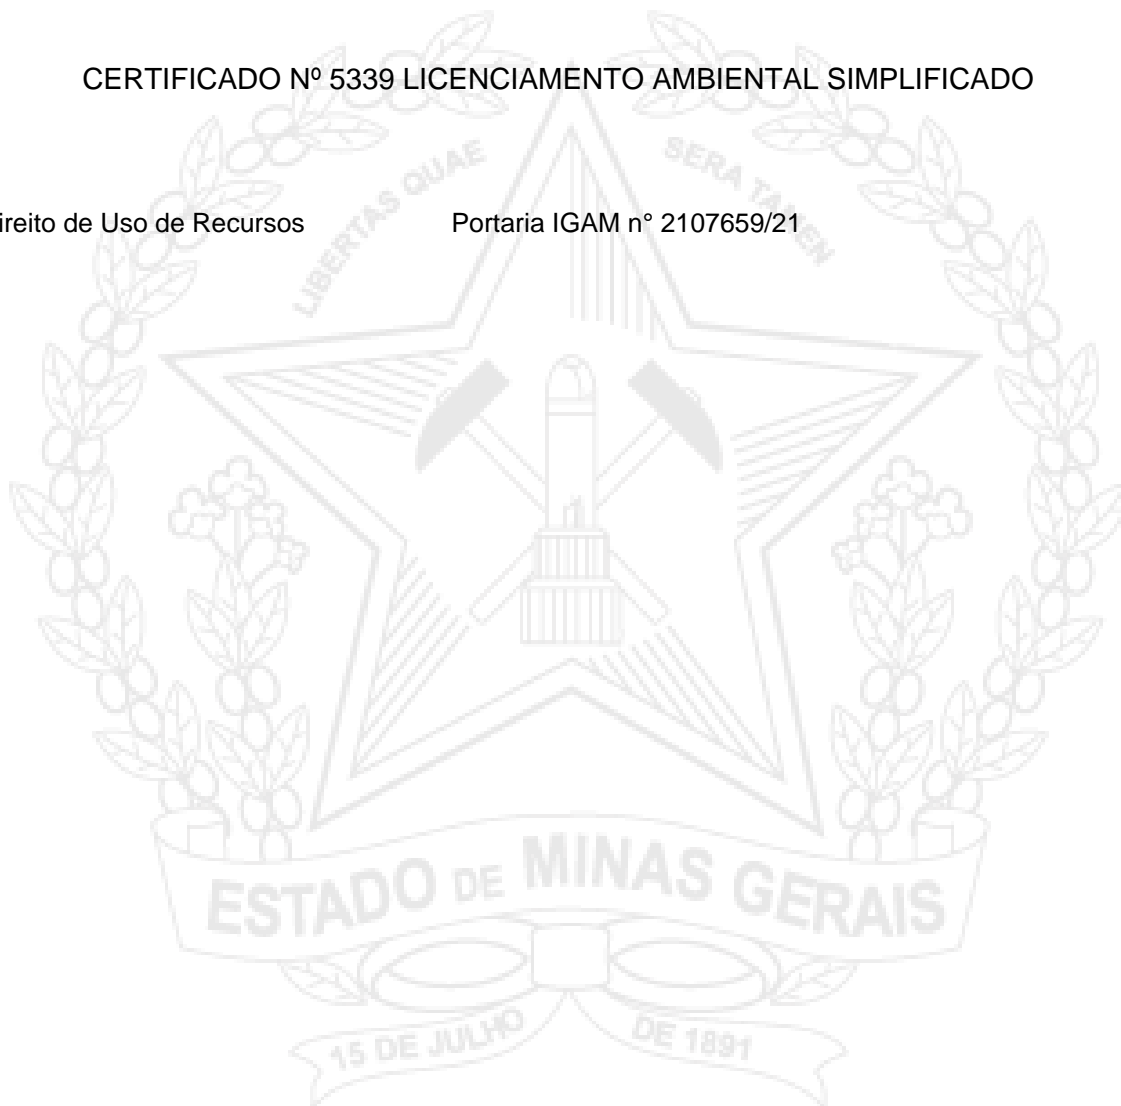 CERTIFICADO Nº 5339 LICENCIAMENTO AMBIENTAL SIMPLIFICADO
LIBERTAS QUAE SERA TAMEN
ireito de Uso de Recursos Portaria IGAM n° 2107659/21
ESTADO DE MINAS GERAIS
15 DE JULHO DE 1891